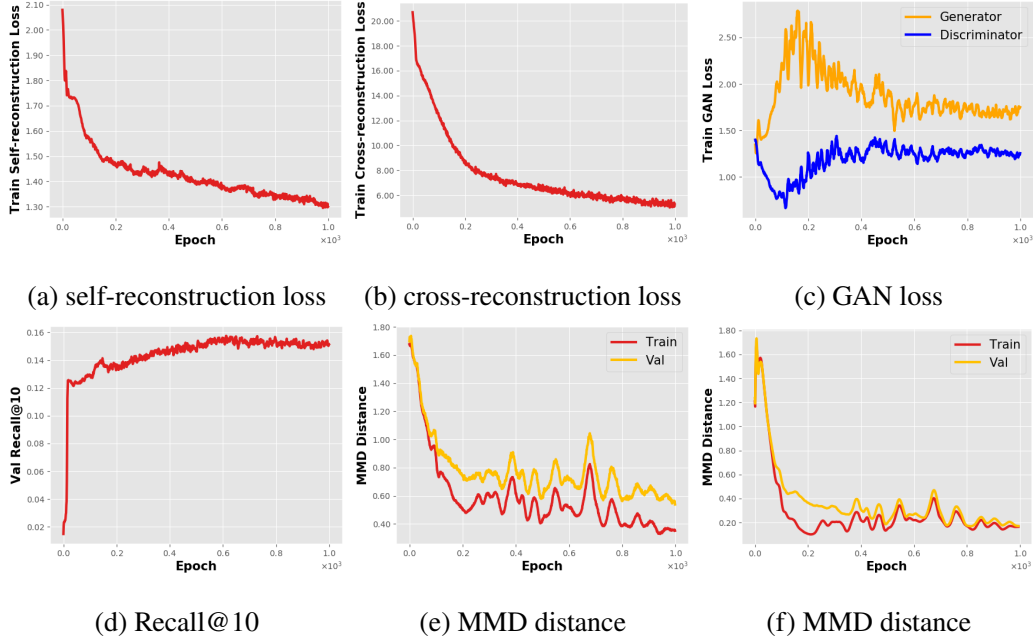 Train Self-reconstruction Loss
2.10
2.00
1.90
1.80
1.70
1.60
1.50
1.40
1.30
0.0 0.2 0.4 0.6 0.8 1.0
Epoch
×10³
(a) self-reconstruction loss
Train Cross-reconstruction Loss
20.00
18.00
16.00
14.00
12.00
10.00
8.00
6.00
0.0 0.2 0.4 0.6 0.8 1.0
Epoch
×10³
(b) cross-reconstruction loss
Train GAN Loss
2.50
2.00
1.50
1.00
Generator
Discriminator
0.0 0.2 0.4 0.6 0.8 1.0
Epoch
×10³
(c) GAN loss
Val Recall@10
0.16
0.14
0.12
0.10
0.08
0.06
0.04
0.02
0.0 0.2 0.4 0.6 0.8 1.0
Epoch
×10³
(d) Recall@10
MMD Distance
1.80
1.60
1.40
1.20
1.00
0.80
0.60
0.40
Train
Val
0.0 0.2 0.4 0.6 0.8 1.0
Epoch
×10³
(e) MMD distance
MMD Distance
1.80
1.60
1.40
1.20
1.00
0.80
0.60
0.40
0.20
Train
Val
0.0 0.2 0.4 0.6 0.8 1.0
Epoch
×10³
(f) MMD distance